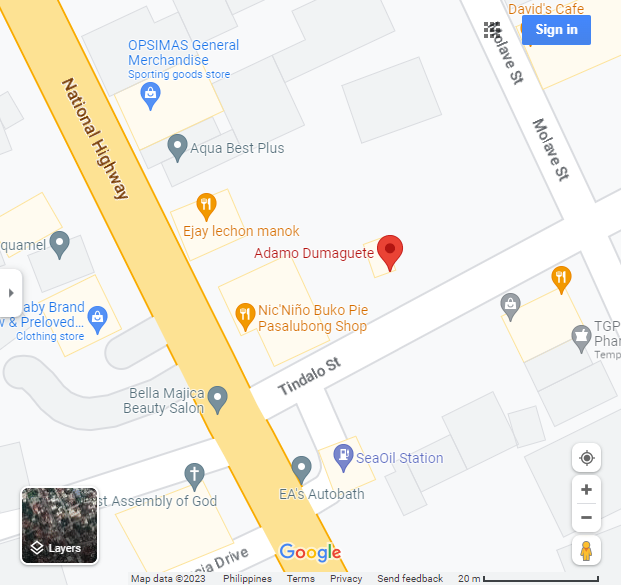 David's Cafe
Sign in
OPSIMAS General
Merchandise
Sporting goods store
Molave St
National Highway
Aqua Best Plus
Molave St
Ejay lechon manok
quamel
Adamo Dumaguete
aby Brand
v & Preloved...
Clothing store
Nic'Niño Buko Pie
Pasalubong Shop
TGP
Phar
Temp
Tindalo St
Bella Majica
Beauty Salon
SeaOil Station
st Assembly of God
EA's Autobath
Layers
cia Drive
Google
Map data ©2023 Philippines Terms Privacy Send feedback 20 m